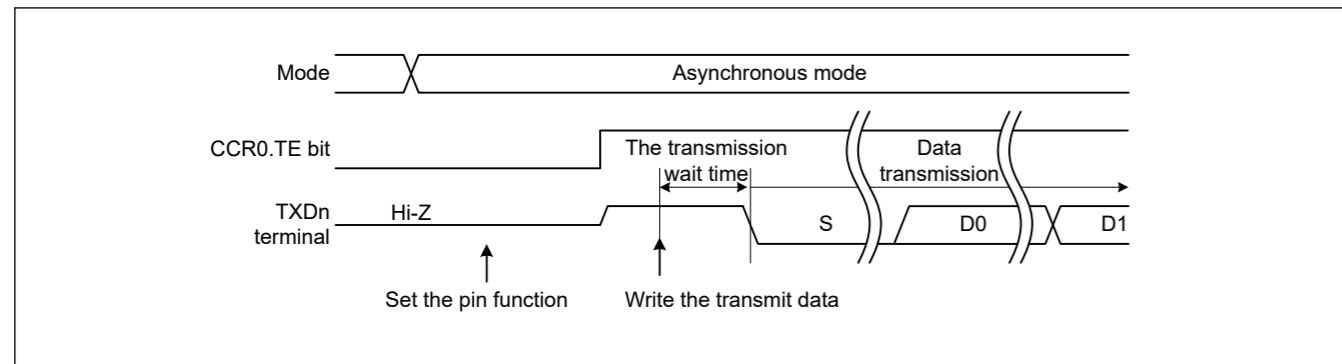 Mode
Asynchronous mode
CCR0.TE bit
The transmission
wait time
Data
transmission
TXDn
terminal
Hi-Z
S
D0
D1
Set the pin function
Write the transmit data